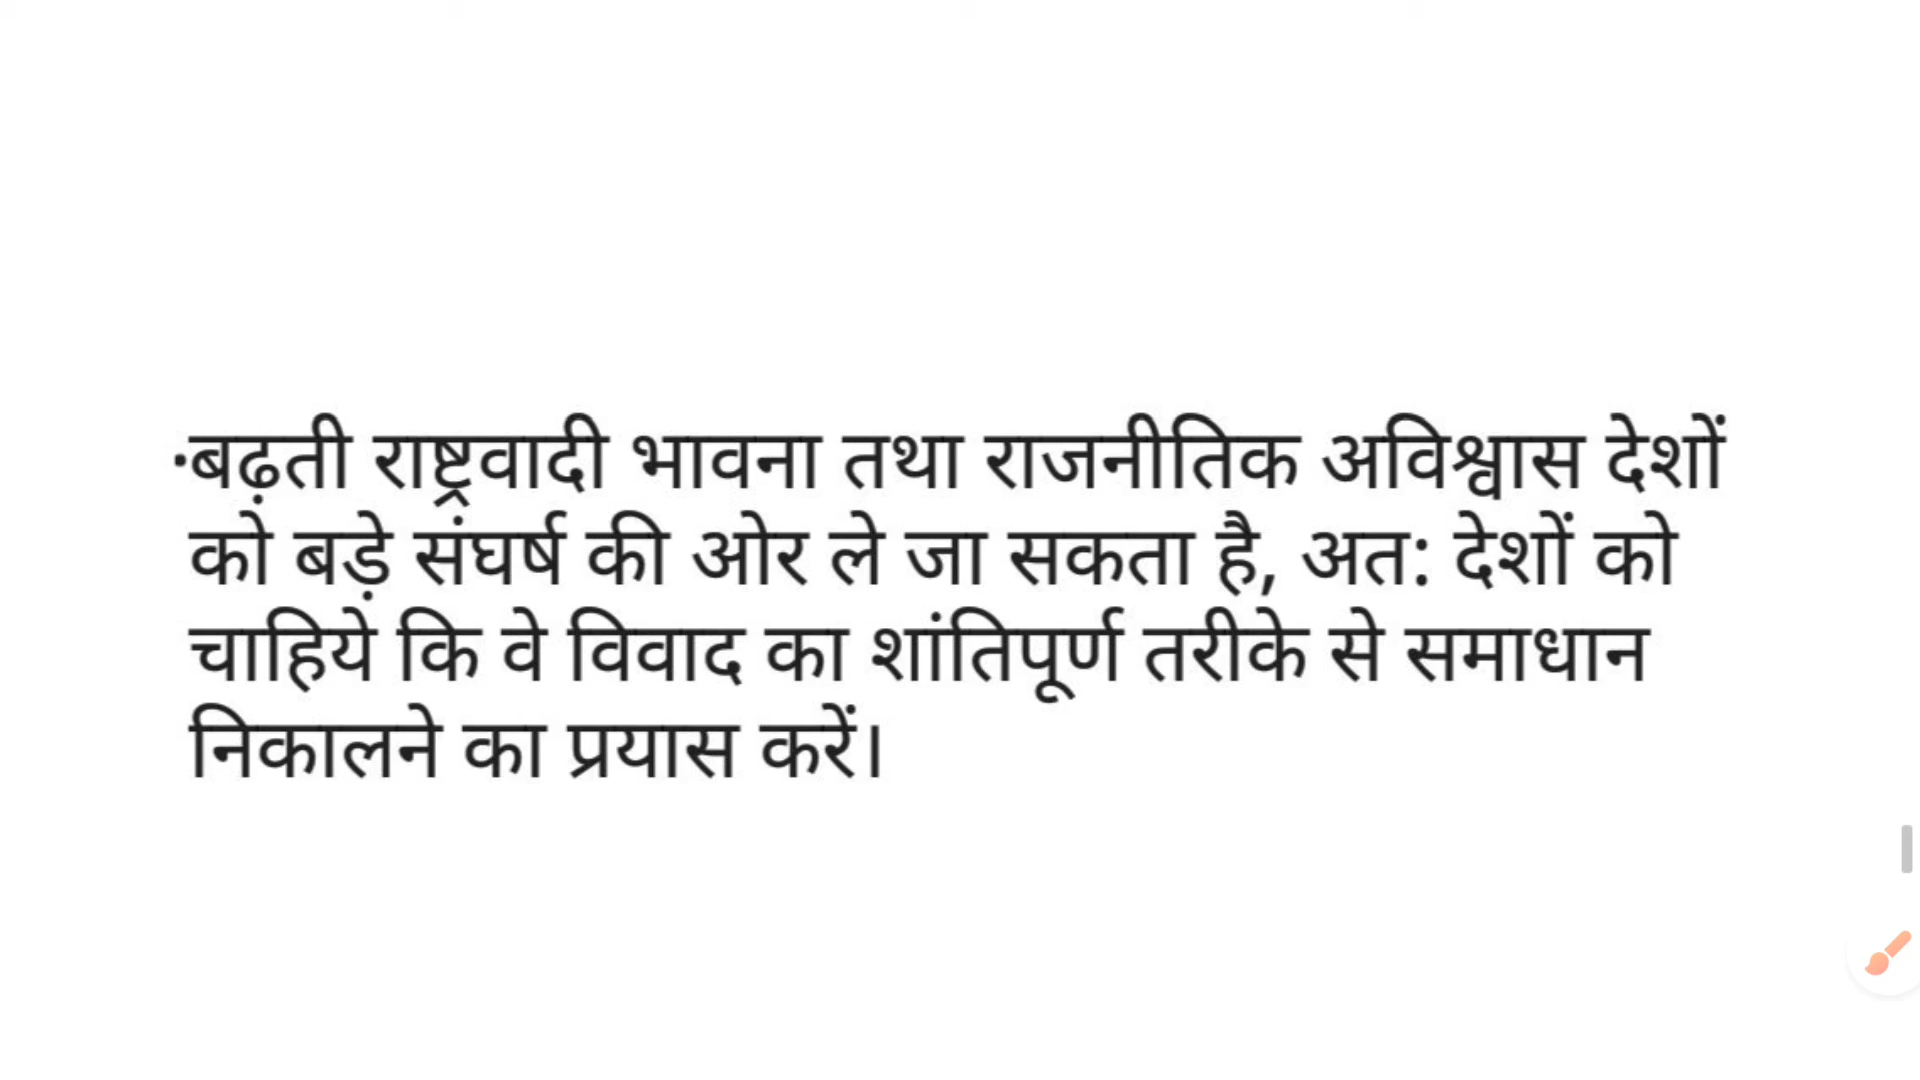 ·बढ़ती राष्ट्रवादी भावना तथा राजनीतिक अविश्वास देशों
को बड़े संघर्ष की ओर ले जा सकता है, अत: देशों को
चाहिये कि वे विवाद का शांतिपूर्ण तरीके से समाधान
निकालने का प्रयास करें।